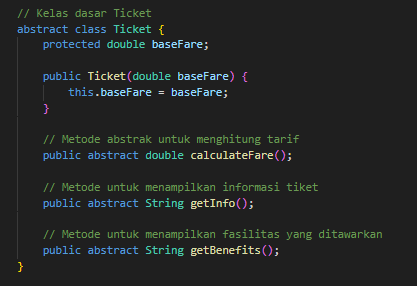 // Kelas dasar Ticket
abstract class Ticket {
    protected double baseFare;

    public Ticket(double baseFare) {
        this.baseFare = baseFare;
    }

    // Metode abstrak untuk menghitung tarif
    public abstract double calculateFare();

    // Metode untuk menampilkan informasi tiket
    public abstract String getInfo();

    // Metode untuk menampilkan fasilitas yang ditawarkan
    public abstract String getBenefits();
}